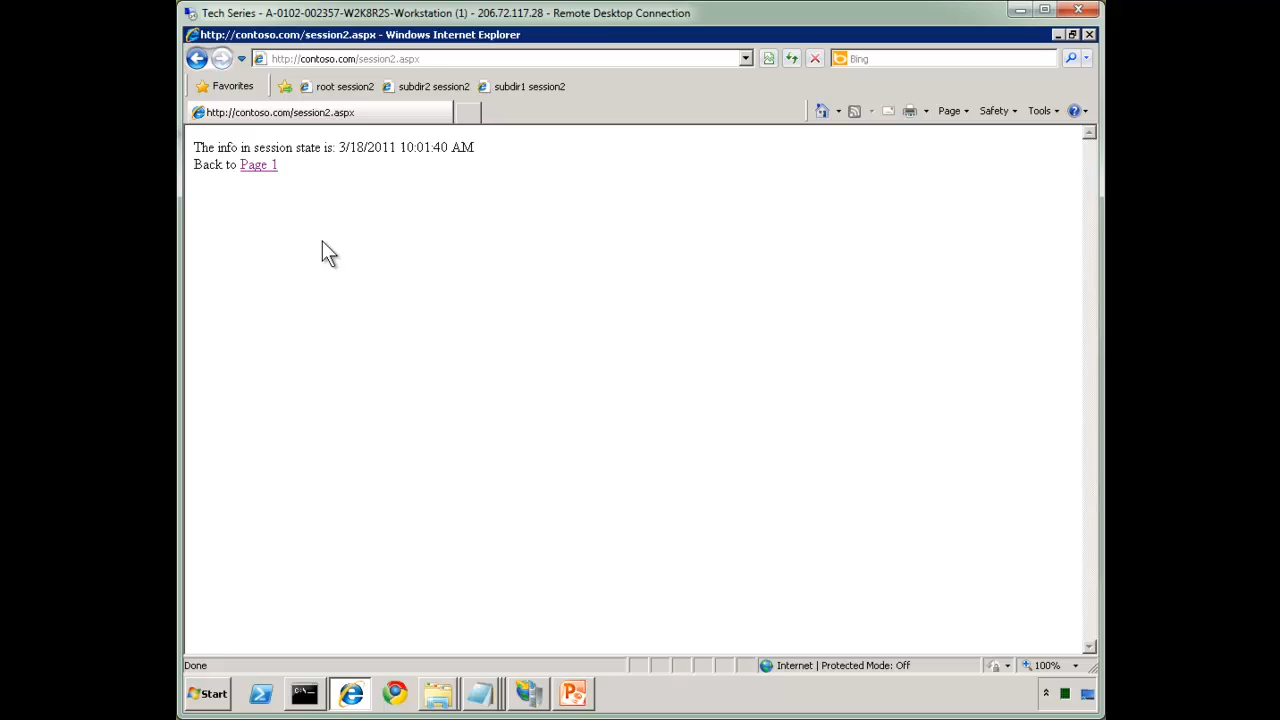 Tech Series - A-0102-002357-W2K8R2S-Workstation (1) - 206.72.117.28 - Remote Desktop Connection
http://contoso.com/session2.aspx - Windows Internet Explorer
http://contoso.com/session2.aspx
Bing
Favorites root session2 subdir2 session2 subdir1 session2
http://contoso.com/session2.aspx
Page Safety Tools
The info in session state is: 3/18/2011 10:01:40 AM
Back to Page 1
Done
Internet | Protected Mode: Off
100%
Start